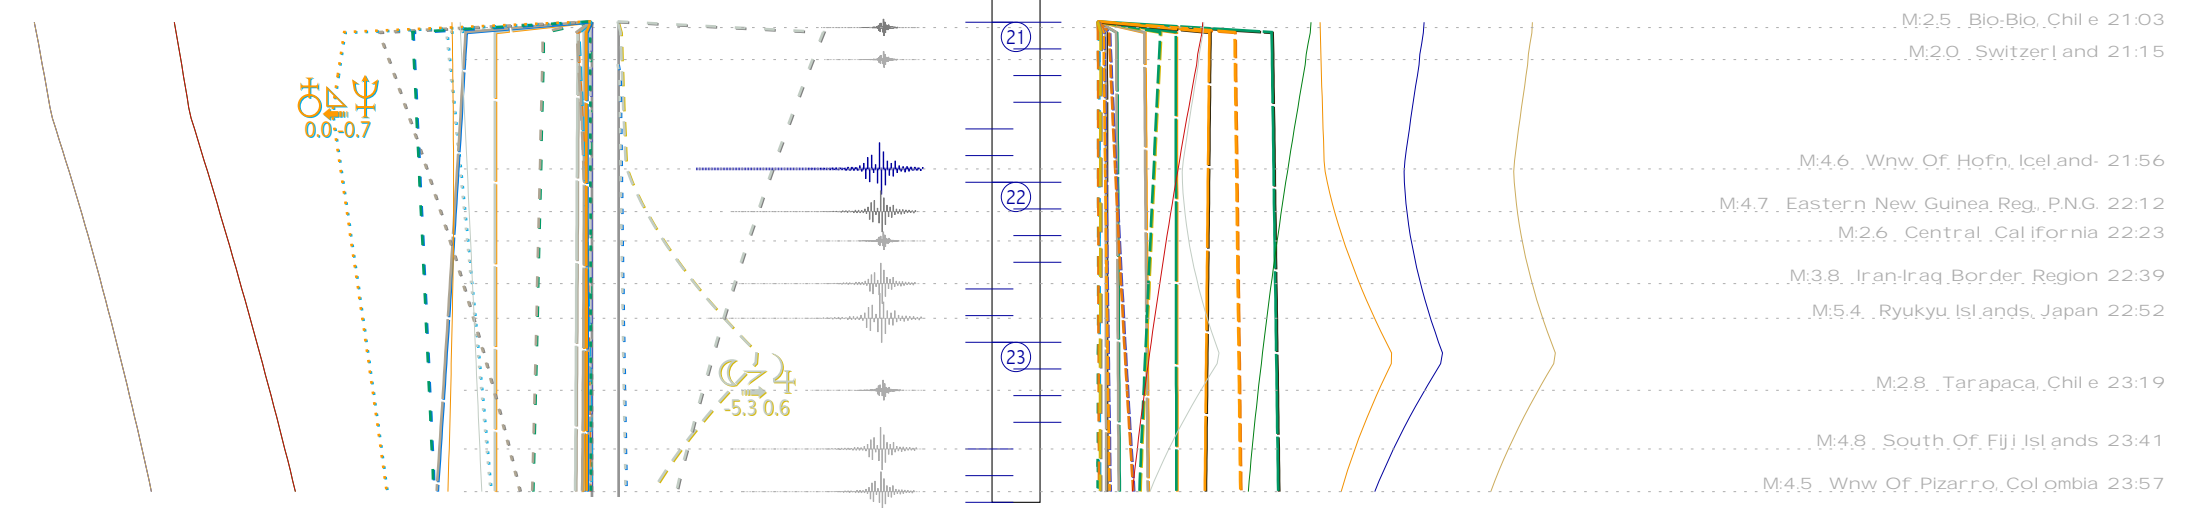 M:2.5 Bio-Bio, Chile 21:03
21
M:2.0 Switzerland 21:15
0.0 -0.7
M:4.6 Wnw Of Hofn, Iceland- 21:56
22
M:4.7 Eastern New Guinea Reg., P.N.G. 22:12
M:2.6 Central California 22:23
M:3.8 Iran-Iraq Border Region 22:39
M:5.4 Ryukyu Islands, Japan 22:52
23
M:2.8 Tarapaca, Chile 23:19
-5.3 0.6
M:4.8 South Of Fiji Islands 23:41
M:4.5 Wnw Of Pizarro, Colombia 23:57